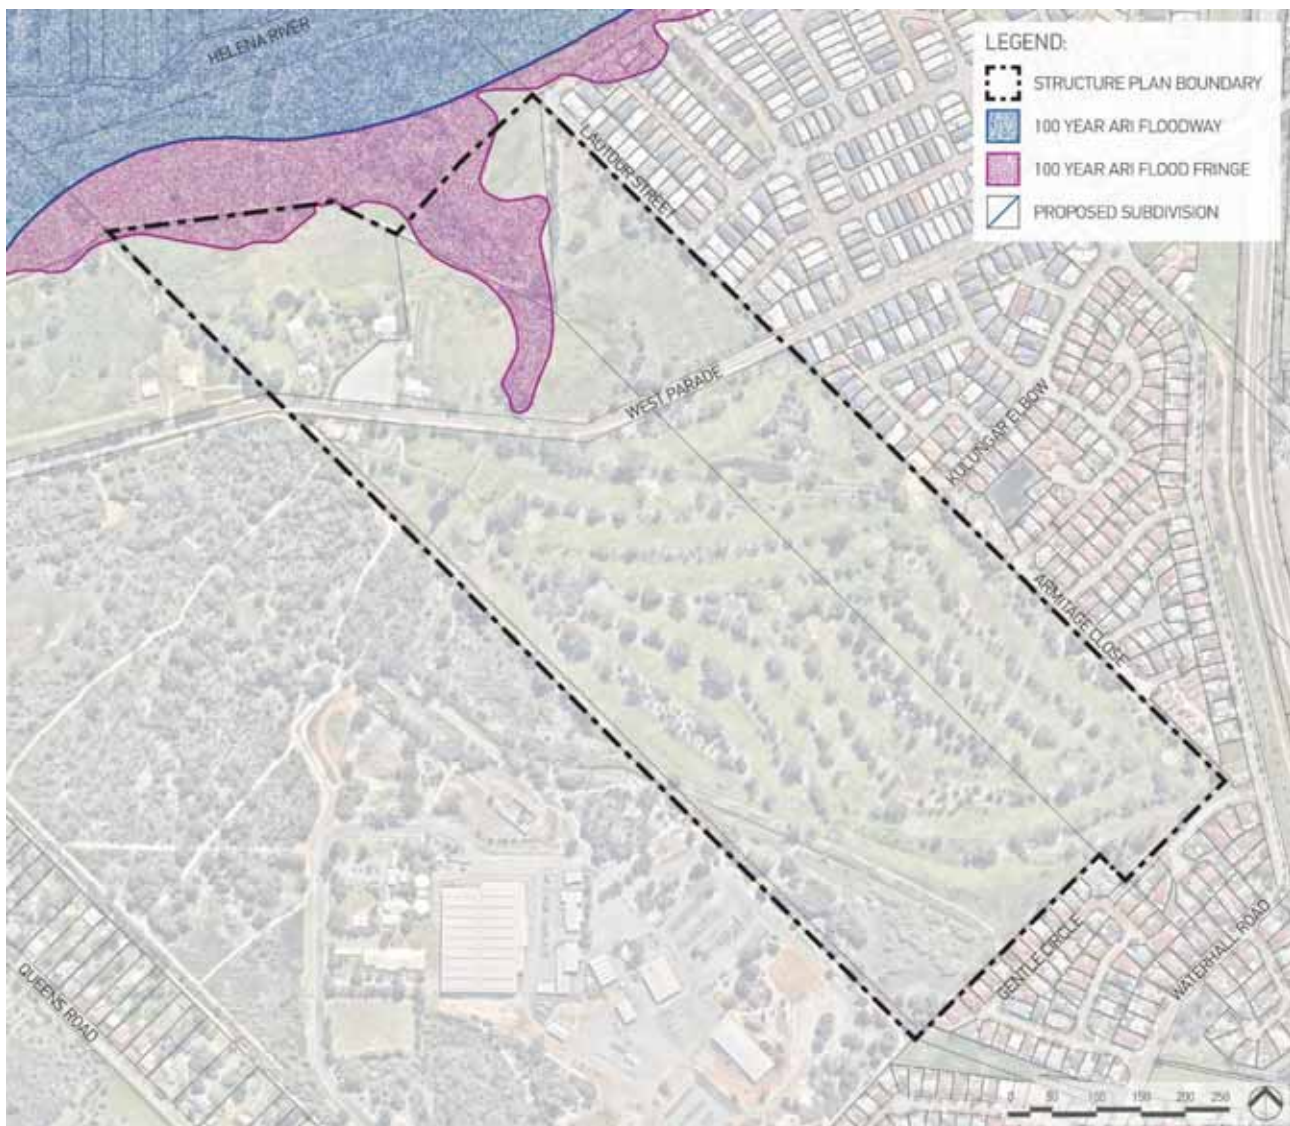 HELENA RIVER
LEGEND:
STRUCTURE PLAN BOUNDARY
100 YEAR ARI FLOODWAY
100 YEAR ARI FLOOD FRINGE
PROPOSED SUBDIVISION
LAUTOUR STREET
WEST PARADE
KULUNGAR ELBOW
ARMITAGE CLOSE
GENTLE CIRCLE
WATERHALL ROAD
QUEENS ROAD
0 50 100 150 200 250